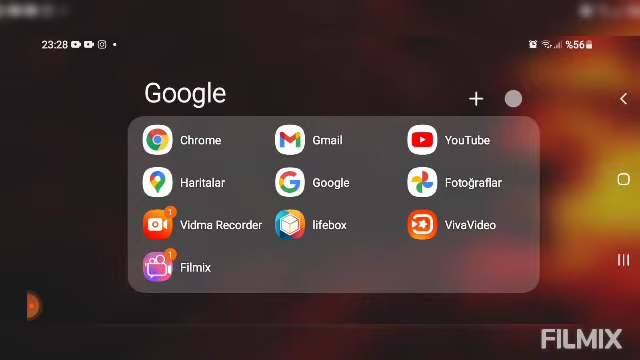 23:28
%56
Google
Chrome
Gmail
YouTube
Haritalar
Google
Fotoğraflar
1
Vidma Recorder
lifebox
VivaVideo
1
Filmix
FILMIX